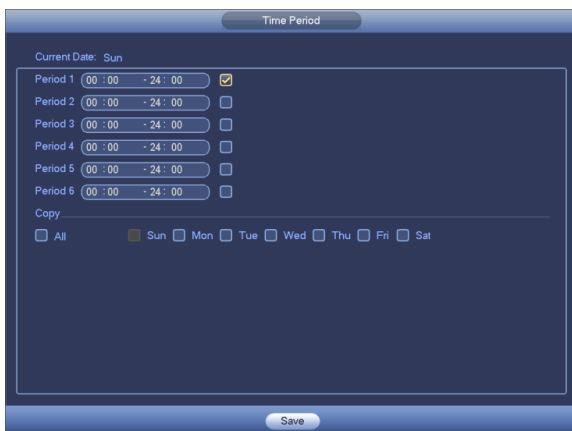 Time Period
Current Date: Sun
Period 1 00 :00 - 24 : 00
Period 2 00 :00 - 24 : 00
Period 3 00 :00 - 24 : 00
Period 4 00 :00 - 24 : 00
Period 5 00 :00 - 24 : 00
Period 6 00 :00 - 24 : 00
Copy
All Sun Mon Tue Wed Thu Fri Sat
Save